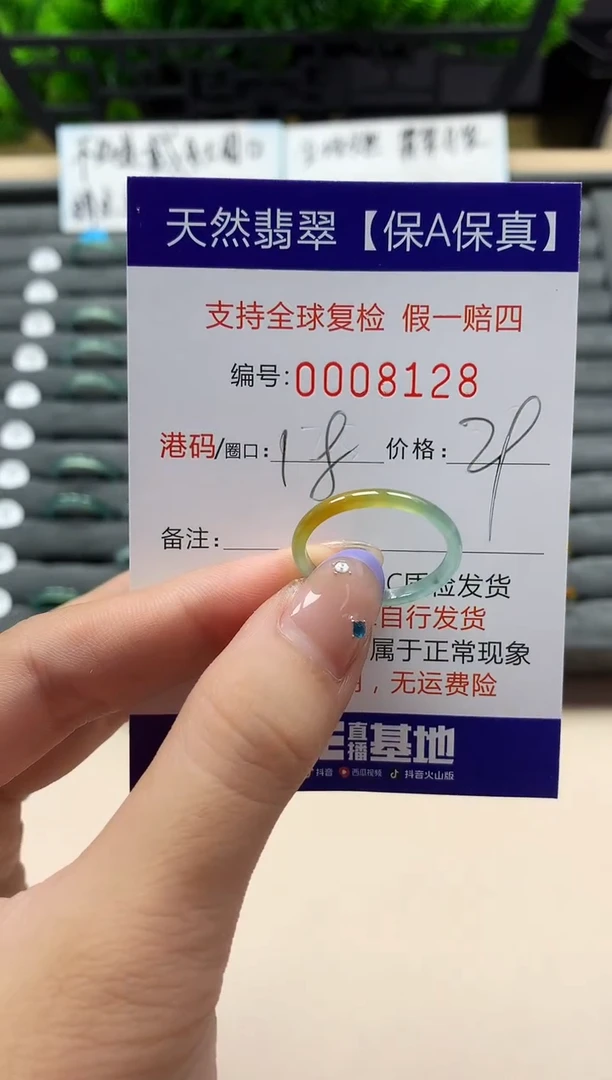 天然翡翠【保A保真】
支持全球复检 假一赔四
编号:0008128
港码/圈口:18 价格:29
备注:
C质检发货
自行发货
属于正常现象
，无运费险
直播基地
抖音 西瓜视频 抖音火山版